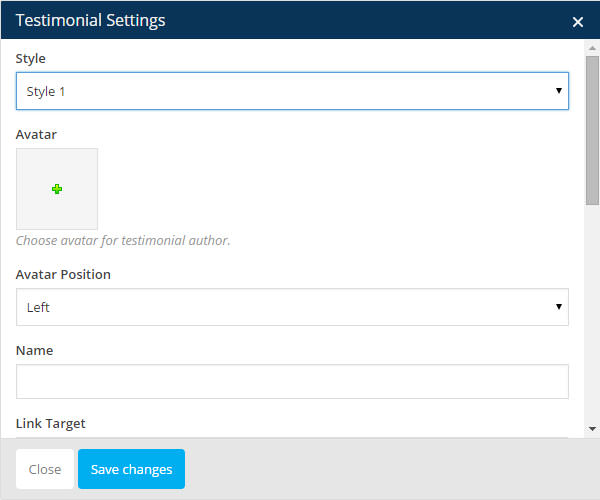 Testimonial Settings
Style
Style 1
Avatar
Choose avatar for testimonial author.
Avatar Position
Left
Name
Link Target
Close
Save changes